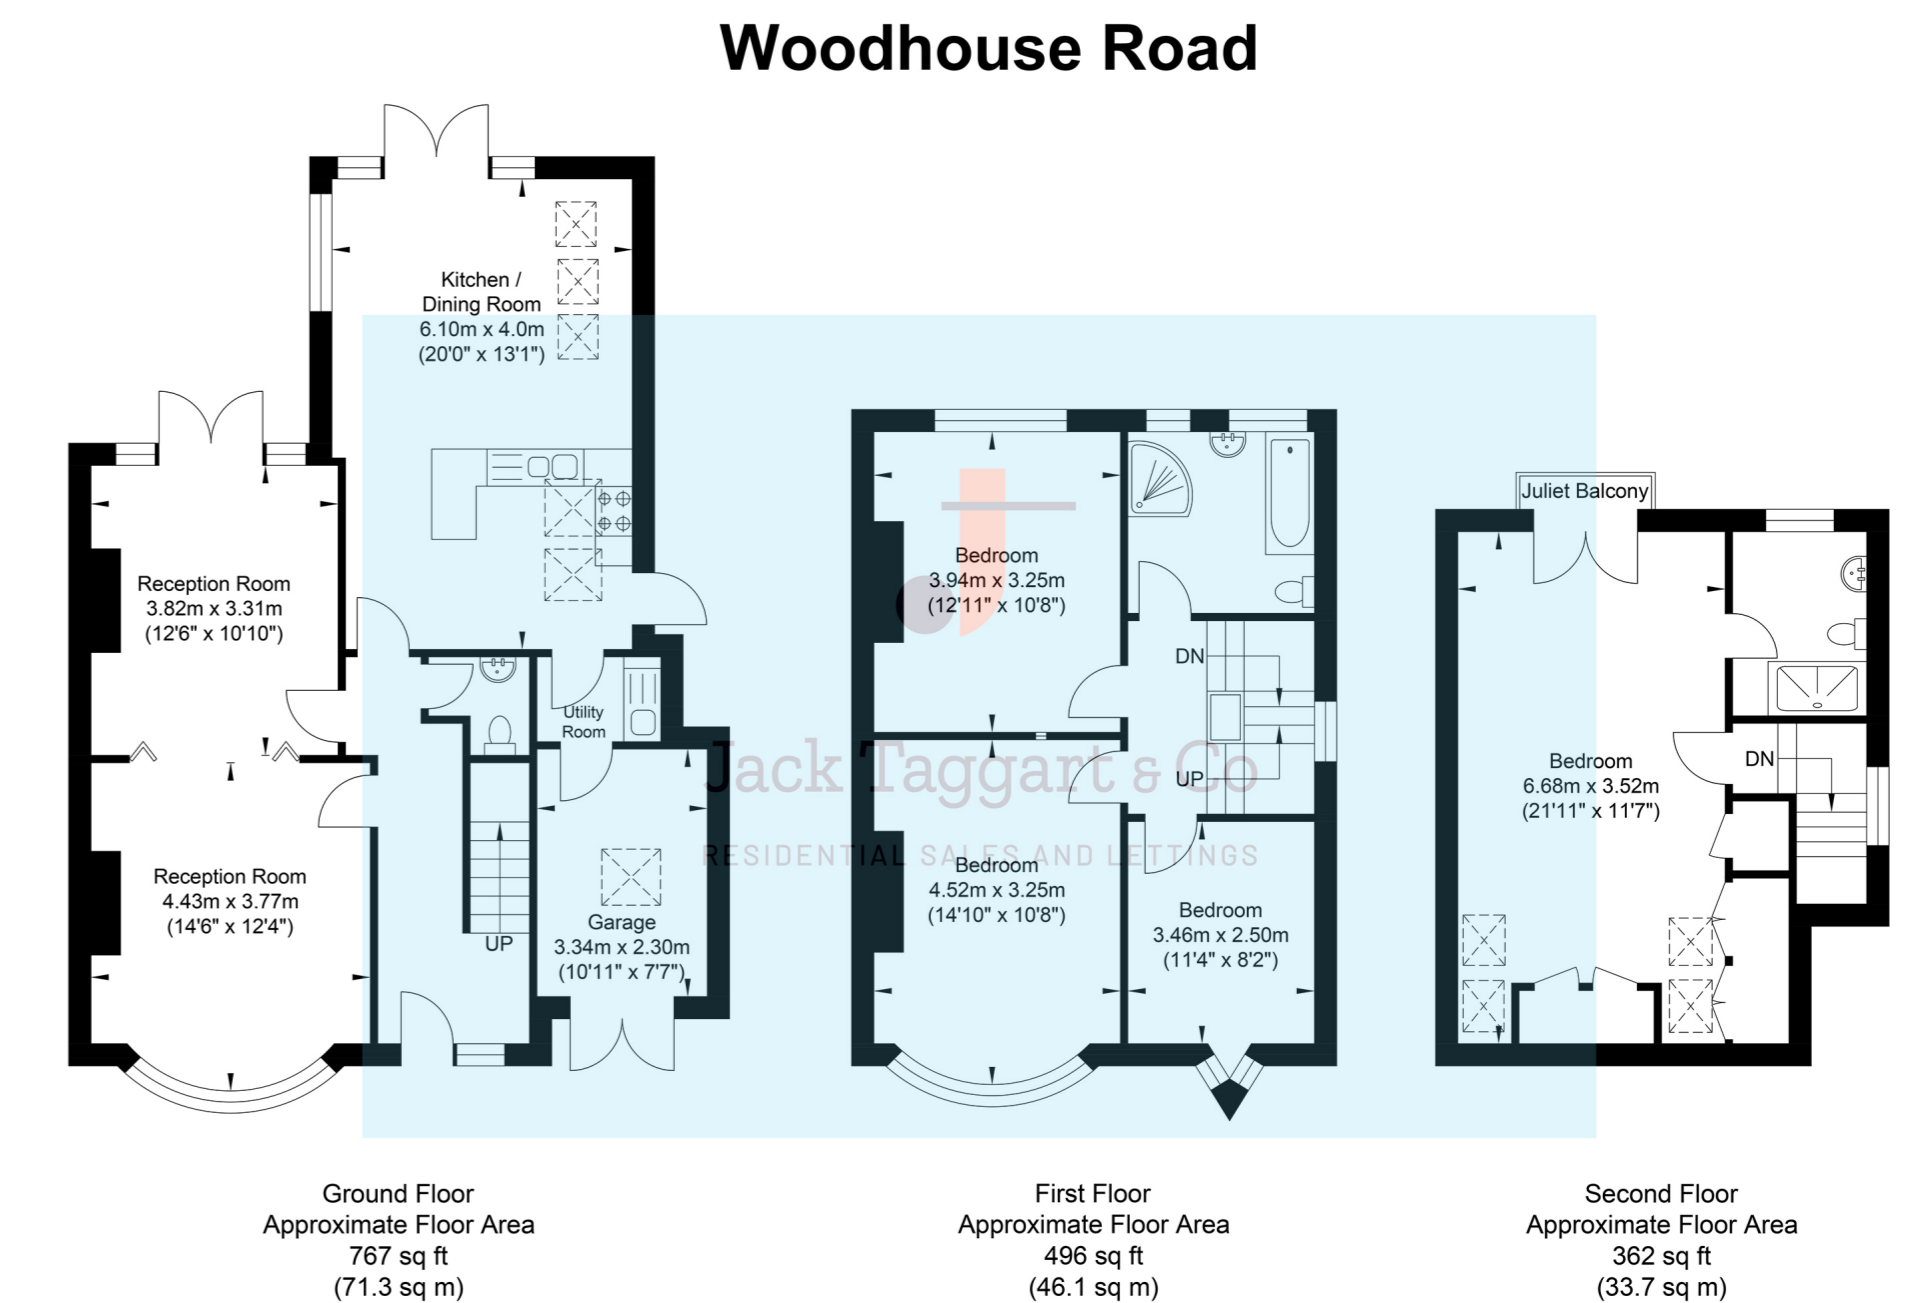 Woodhouse Road
Kitchen /
Dining Room
6.10m x 4.0m
(20'0" x 13'1")
Reception Room
3.82m x 3.31m
(12'6" x 10'10")
Utility
Room
Reception Room
4.43m x 3.77m
(14'6" x 12'4")
UP
Garage
3.34m x 2.30m
(10'11" x 7'7")
Bedroom
3.94m x 3.25m
(12'11" x 10'8")
DN
UP
Jack Taggart & Co
RESIDENTIAL SALES AND LETTINGS
Bedroom
4.52m x 3.25m
(14'10" x 10'8")
Bedroom
3.46m x 2.50m
(11'4" x 8'2")
Juliet Balcony
Bedroom
6.68m x 3.52m
(21'11" x 11'7")
DN
Ground Floor
Approximate Floor Area
767 sq ft
(71.3 sq m)
First Floor
Approximate Floor Area
496 sq ft
(46.1 sq m)
Second Floor
Approximate Floor Area
362 sq ft
(33.7 sq m)